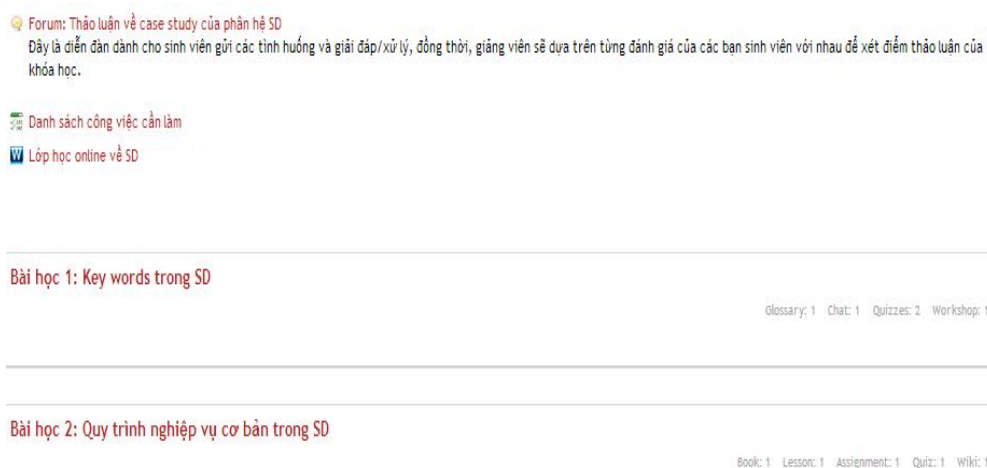 Forum: Thảo luận về case study của phân hệ SD
Đây là diễn đàn dành cho sinh viên gửi các tình huống và giải đáp/xử lý, đồng thời, giảng viên sẽ dựa trên từng đánh giá của các bạn sinh viên với nhau để xét điểm thảo luận của
khóa học.
Danh sách công việc cần làm
Lớp học online về SD
Bài học 1: Key words trong SD
Glossary: 1 Chat: 1 Quizzes: 2 Workshop: 1
Bài học 2: Quy trình nghiệp vụ cơ bản trong SD
Book: 1 Lesson: 1 Assignment: 1 Quiz: 1 Wiki: 1